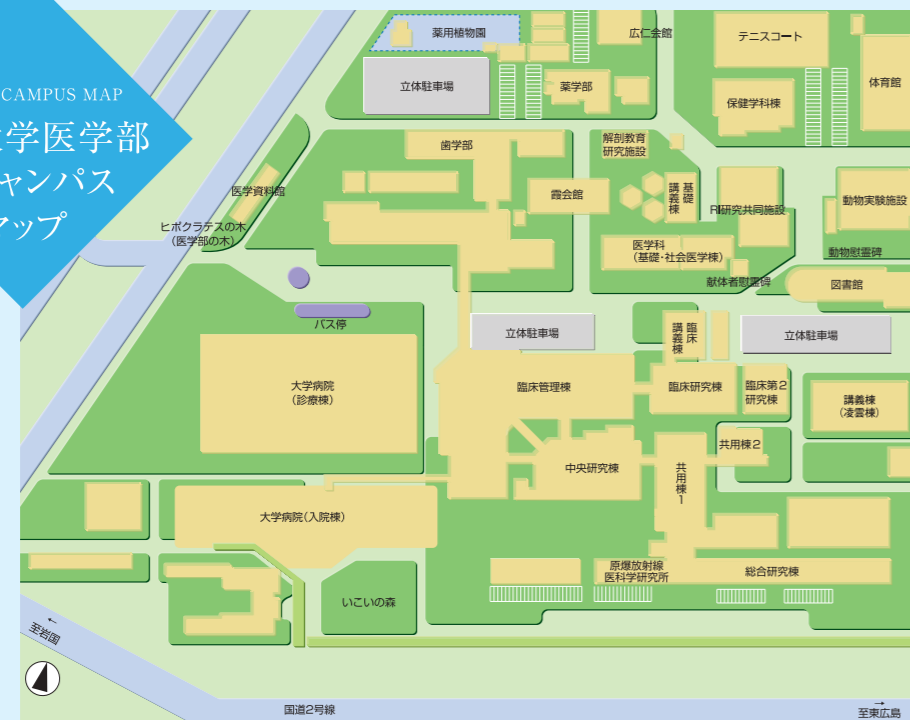 CAMPUS MAP
学医学部
キャンパス
マップ
薬用植物園
広仁会館
テニスコート
体育館
立体駐車場
薬学部
保健学科棟
歯学部
解剖教育
研究施設
医学資料館
霞会館
基礎
講義棟
RI研究共同施設
動物実験施設
ヒポクラテスの木
(医学部の木)
医学科
(基礎・社会医学棟)
動物慰霊碑
献体者慰霊碑
図書館
バス停
立体駐車場
臨床
講義棟
立体駐車場
大学病院
(診療棟)
臨床管理棟
臨床研究棟
臨床第2
研究棟
講義棟
(凌雲棟)
共用棟2
中央研究棟
共用棟1
大学病院(入院棟)
原爆放射線
医科学研究所
総合研究棟
いこいの森
←
至岩国
国道2号線
→
至東広島